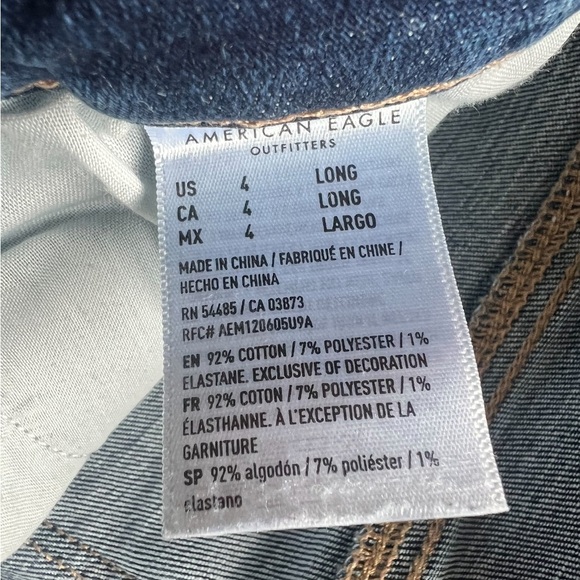 AMERICAN EAGLE
OUTFITTERS
US 4 LONG
CA 4 LONG
MX 4 LARGO
MADE IN CHINA / FABRIQUÉ EN CHINE /
HECHO EN CHINA
RN 54485 / CA 03873
RFC# AEM120605U9A
EN 92% COTTON / 7% POLYESTER / 1%
ELASTANE. EXCLUSIVE OF DECORATION
FR 92% COTON / 7% POLYESTER / 1%
ÉLASTHANNE. À L'EXCEPTION DE LA
GARNITURE
SP 92% algodón / 7% poliéster / 1%
elastano